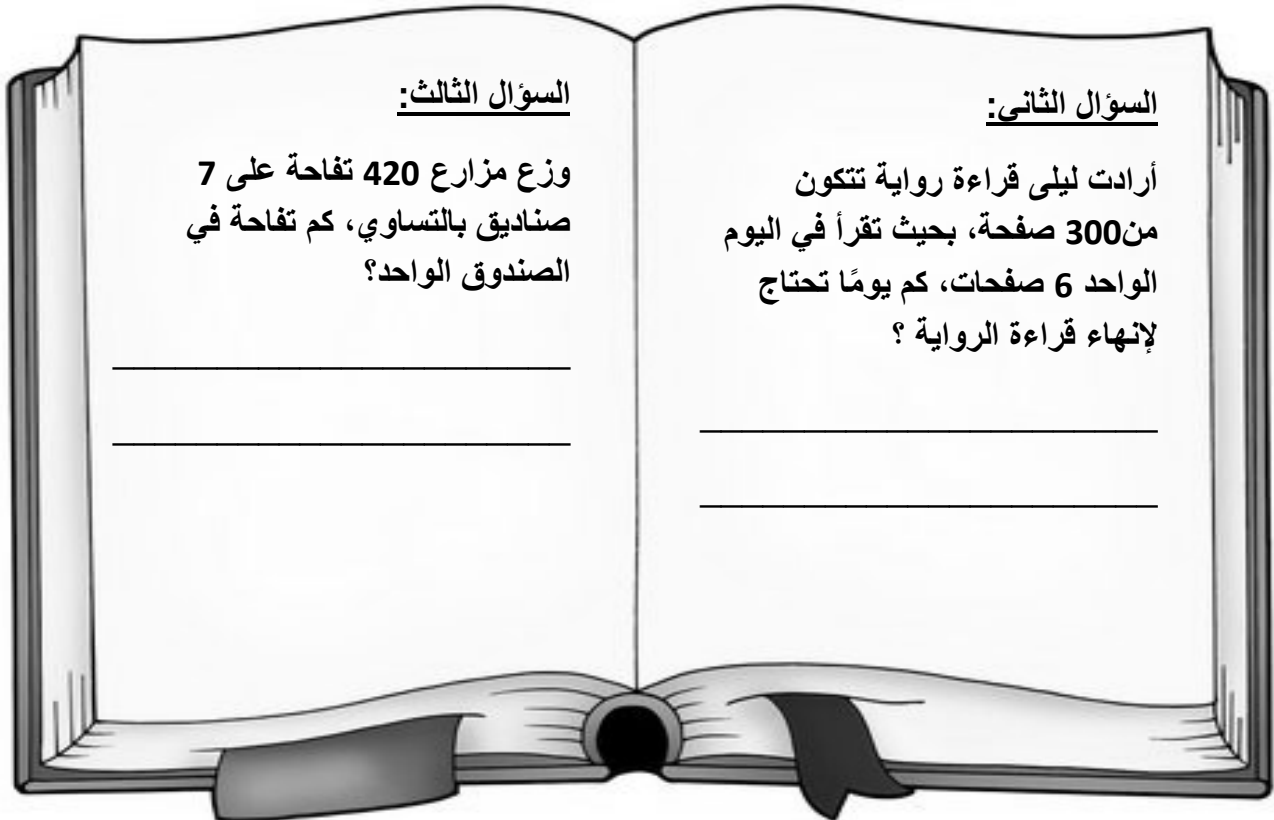 السؤال الثاني:
أرادت ليلى قراءة رواية تتكون
من300 صفحة، بحيث تقرأ في اليوم
الواحد 6 صفحات، كم يومًا تحتاج
لإنهاء قراءة الرواية ؟
السؤال الثالث:
وزع مزارع 420 تفاحة على 7
صناديق بالتساوي، كم تفاحة في
الصندوق الواحد؟